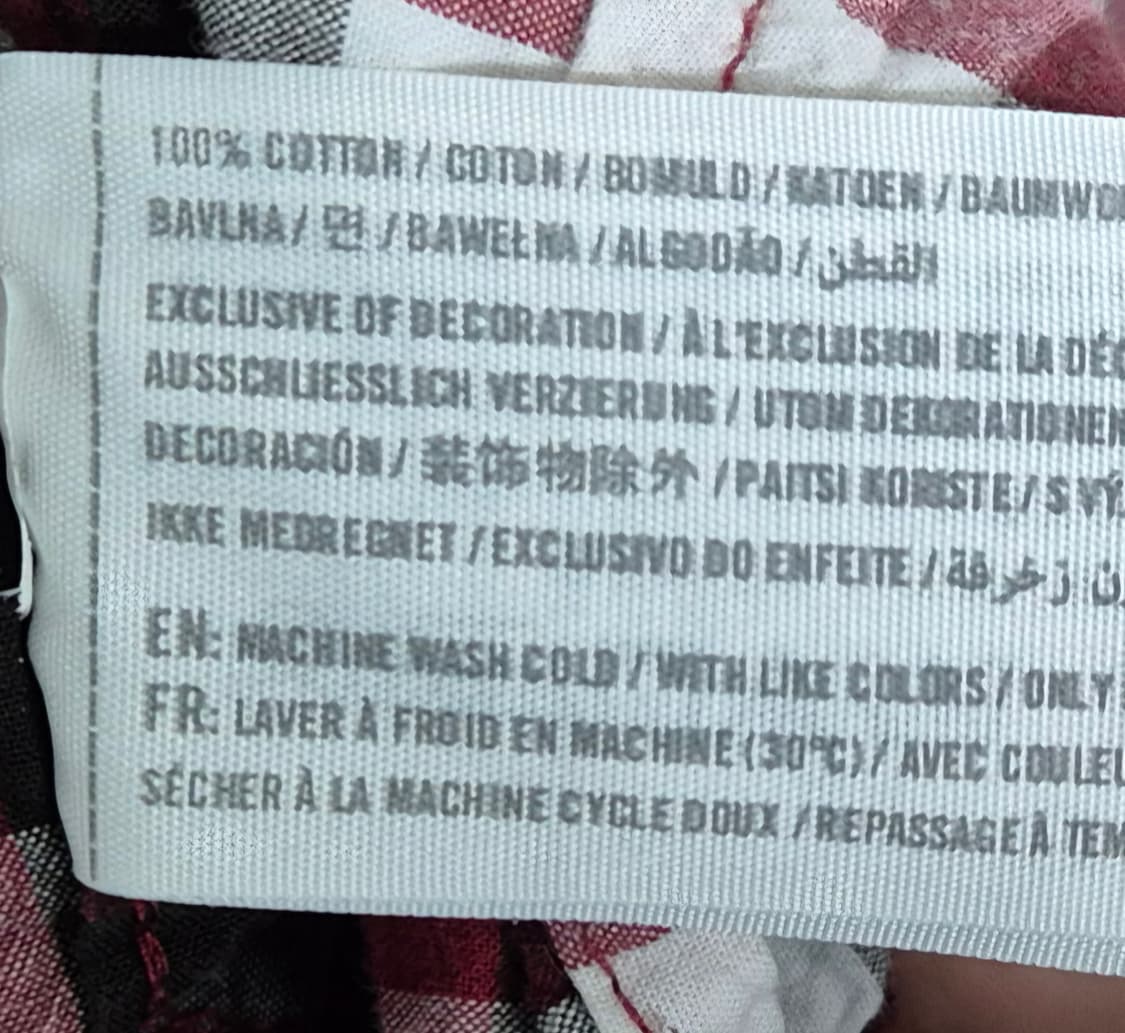 100% COTTON / COTON / BOMULD / KATOEN / BAUMWO
BAVLNA / 면 / BAWEŁNA / ALGODÃO / القطن
EXCLUSIVE OF DECORATION / À L'EXCLUSION DE LA DÉC
AUSSCHLIESSLICH VERZIERUNG / UTOM DEKORATIONEN
DECORACIÓN / 装饰物除外 / PAITSI KORISTE / S VÝ
IKKE MEDREGNET / EXCLUSIVO DO ENFEITE / ن زخرفة
EN: MACHINE WASH COLD / WITH LIKE COLORS / ONLY
FR: LAVER À FROID EN MACHINE (30°C) / AVEC COULEU
SÉCHER À LA MACHINE CYCLE DOUX / REPASSAGE À TEM